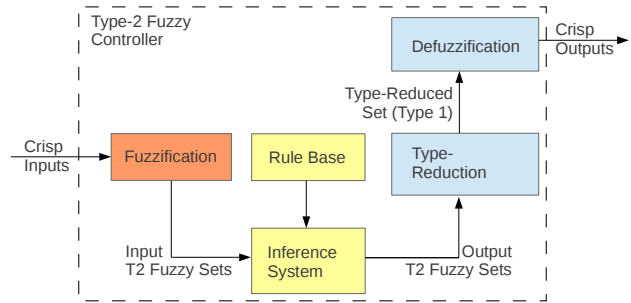 Type-2 Fuzzy
Controller
Defuzzification
Crisp
Outputs
Type-Reduced
Set (Type 1)
Crisp
Inputs
Fuzzification
Rule Base
Type-
Reduction
Input
T2 Fuzzy Sets
Inference
System
Output
T2 Fuzzy Sets